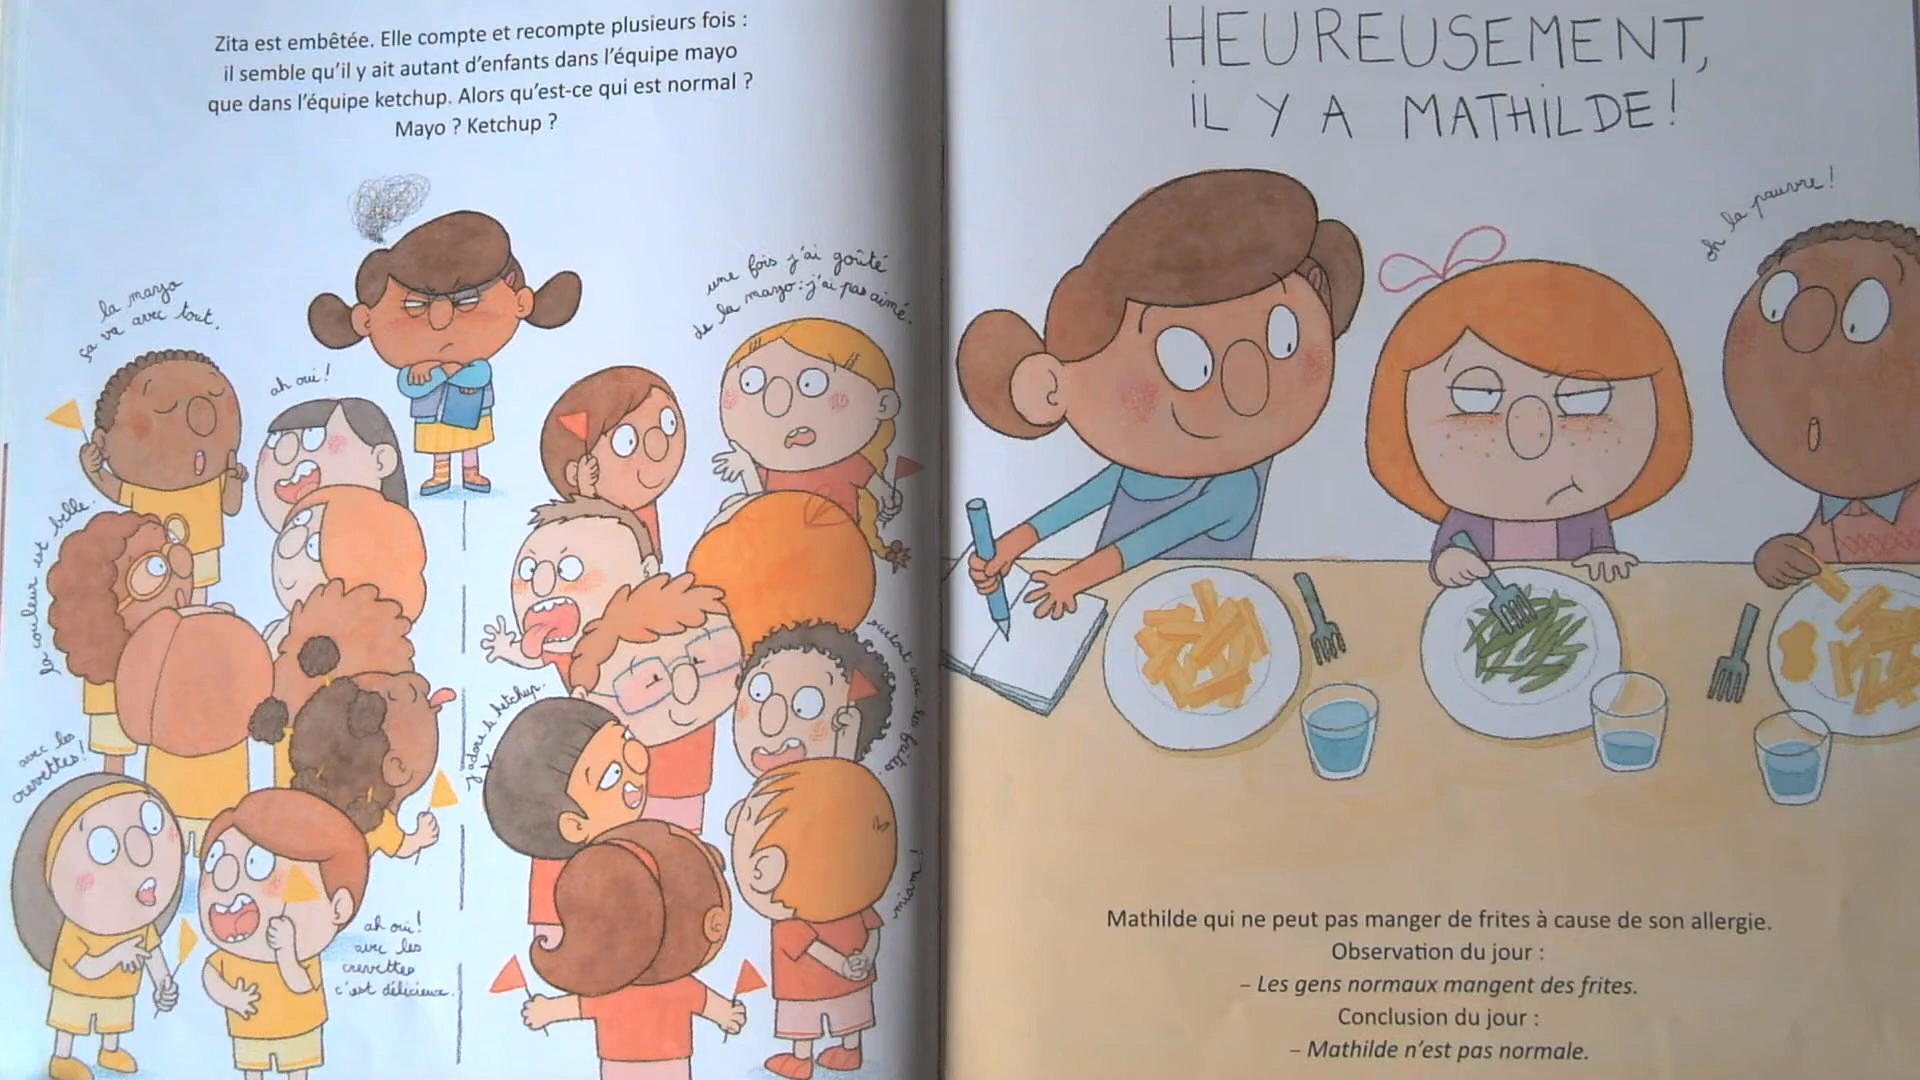 Zita est embêtée. Elle compte et recompte plusieurs fois :
il semble qu'il y ait autant d'enfants dans l'équipe mayo
que dans l'équipe ketchup. Alors qu'est-ce qui est normal ?
Mayo ? Ketchup ?
la mayo
ça va avec tout.
ah oui !
une fois j'ai goûté
de la mayo : j'ai pas aimé.
la couleur est belle.
avec les
crevettes !
j'adore le ketchup.
surtout avec les frites.
miam !
ah oui !
avec les
crevettes
c'est délicieux.
HEUREUSEMENT,
iL Y A MATHiLDE !
oh la pauvre !
Mathilde qui ne peut pas manger de frites à cause de son allergie.
Observation du jour :
– Les gens normaux mangent des frites.
Conclusion du jour :
– Mathilde n'est pas normale.